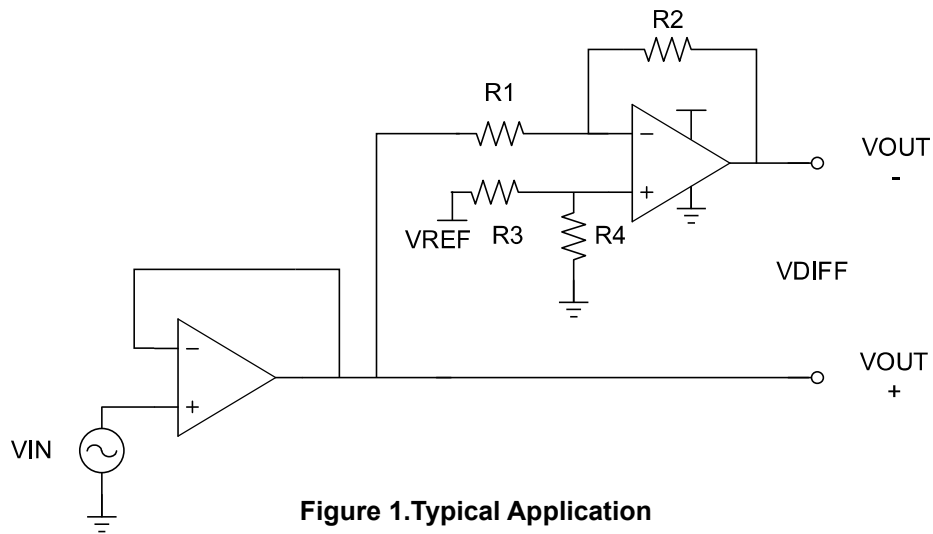 R2
R1
VOUT
-
VREF
R3
R4
VDIFF
VOUT
+
VIN
Figure 1.Typical Application